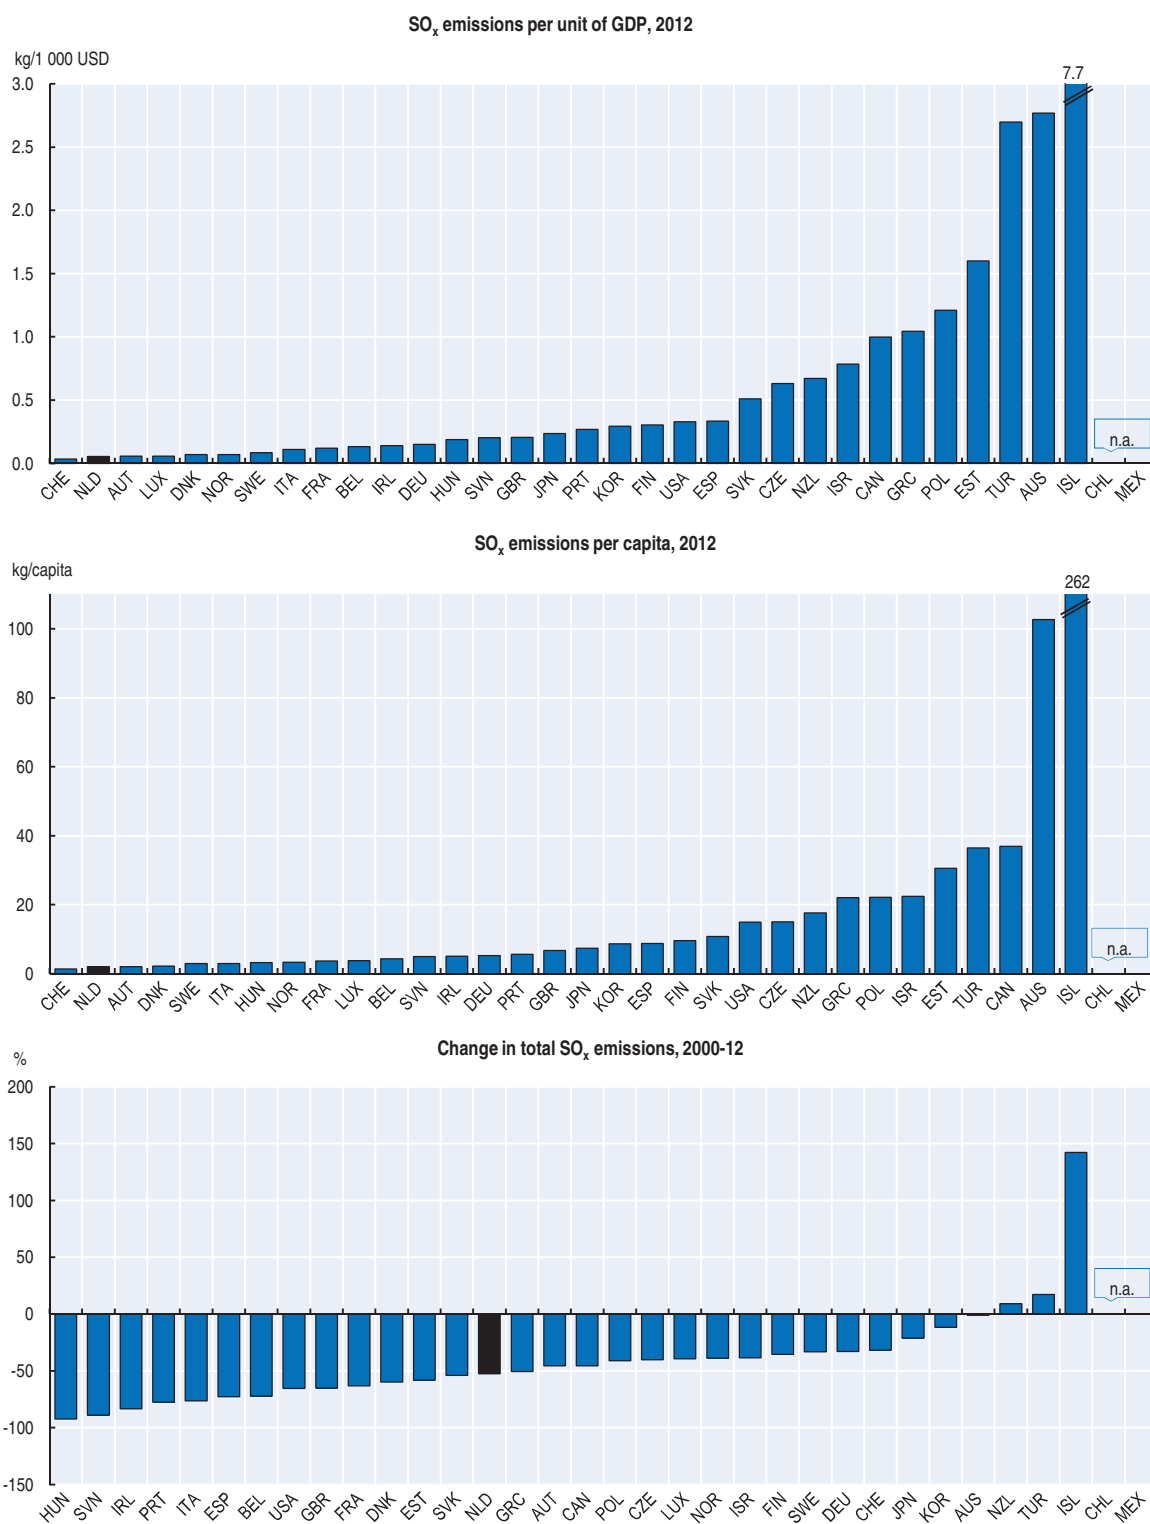 SOx emissions per unit of GDP, 2012
kg/1 000 USD
7.7
3.0
2.5
2.0
1.5
1.0
0.5
0.0
n.a.
CHE NLD AUT LUX DNK NOR SWE ITA FRA BEL IRL DEU HUN SVN GBR JPN PRT KOR FIN USA ESP SVK CZE NZL ISR CAN GRC POL EST TUR AUS ISL CHL MEX
SOx emissions per capita, 2012
kg/capita
262
100
80
60
40
20
0
n.a.
CHE NLD AUT DNK SWE ITA HUN NOR FRA LUX BEL SVN IRL DEU PRT GBR JPN KOR ESP FIN SVK USA CZE NZL GRC POL ISR EST TUR CAN AUS ISL CHL MEX
Change in total SOx emissions, 2000-12
%
200
150
100
50
0
-50
-100
-150
n.a.
HUN SVN IRL PRT ITA ESP BEL USA GBR FRA DNK EST SVK NLD GRC AUT CAN POL CZE LUX NOR ISR FIN SWE DEU CHE JPN KOR AUS NZL TUR ISL CHL MEX